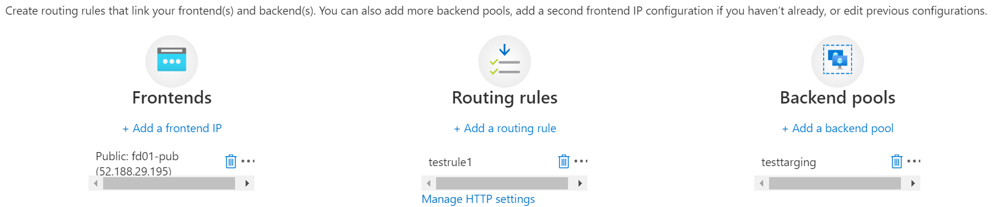 Create routing rules that link your frontend(s) and backend(s). You can also add more backend pools, add a second frontend IP configuration if you haven’t already, or edit previous configurations.
Frontends
+ Add a frontend IP
Public: fd01-pub
(52.188.29.195)
Routing rules
+ Add a routing rule
testrule1
Manage HTTP settings
Backend pools
+ Add a backend pool
testtarging